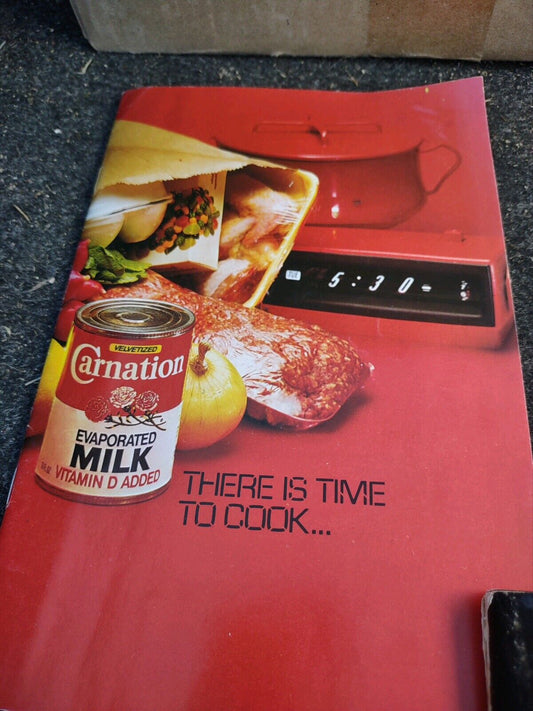 5:30
VELVETIZED
Carnation
EVAPORATED
MILK
VITAMIN D ADDED
THERE IS TIME
TO COOK...